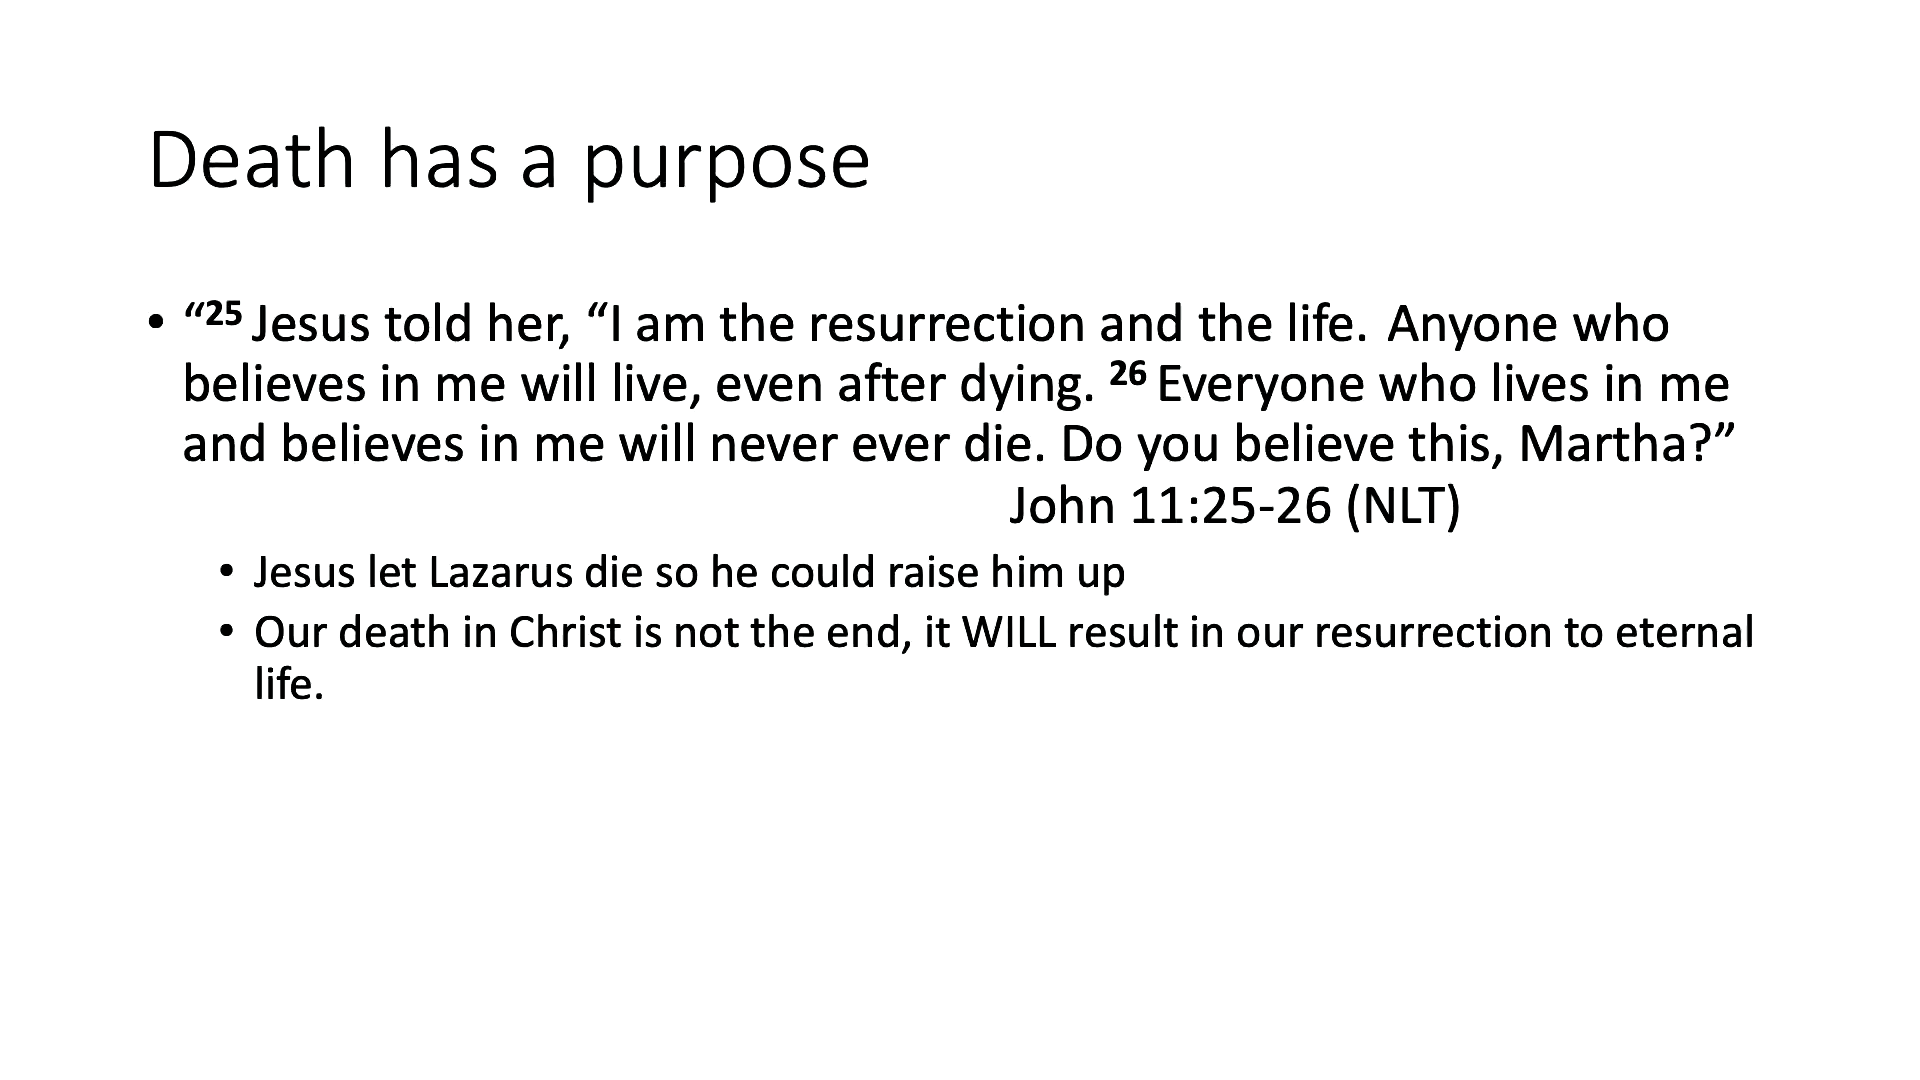 Death has a purpose
• “25 Jesus told her, “I am the resurrection and the life. Anyone who
believes in me will live, even after dying. 26 Everyone who lives in me
and believes in me will never ever die. Do you believe this, Martha?”
John 11:25-26 (NLT)
• Jesus let Lazarus die so he could raise him up
• Our death in Christ is not the end, it WILL result in our resurrection to eternal
life.